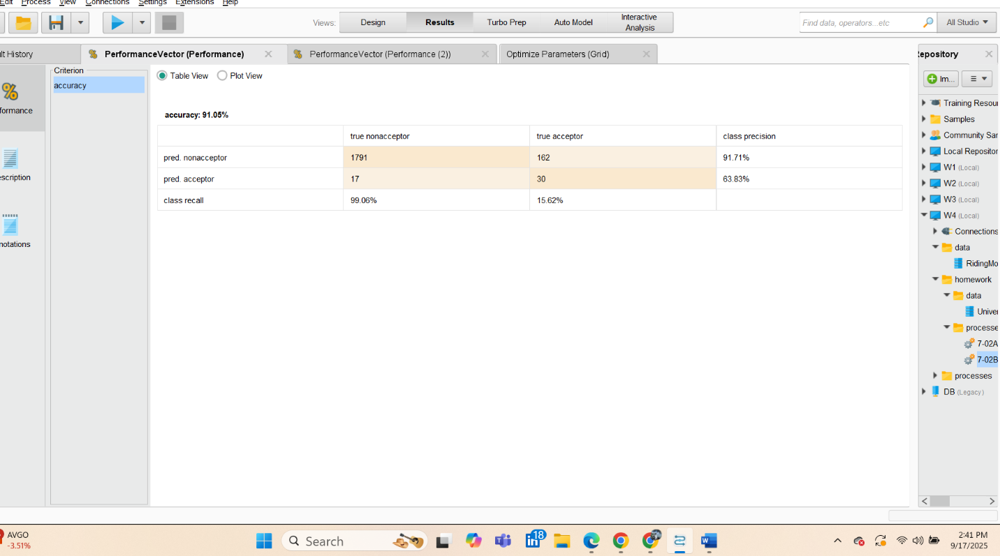 Edit Process View Connections Settings Extensions Help
Views: Design Results Turbo Prep Auto Model Interactive Analysis
Find data, operators...etc All Studio
lt History PerformanceVector (Performance) PerformanceVector (Performance (2)) Optimize Parameters (Grid) Repository
Criterion
accuracy
Table View Plot View
Im...
%
formance
scription
notations
accuracy: 91.05%
true nonacceptor true acceptor class precision
pred. nonacceptor 1791 162 91.71%
pred. acceptor 17 30 63.83%
class recall 99.06% 15.62%
Training Resou
Samples
Community Sar
Local Repositor
W1 (Local)
W2 (Local)
W3 (Local)
W4 (Local)
Connections
data
RidingMo
homework
data
Univer
processe
7-02A
7-02B
processes
DB (Legacy)
AVGO
-3.51%
Search
18
2:41 PM
9/17/2025